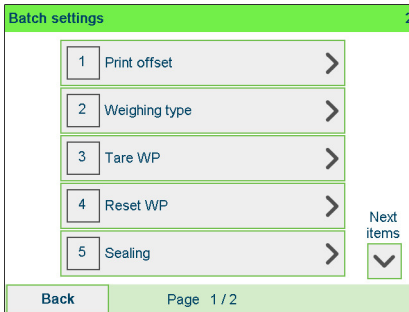 Batch settings
1 Print offset
2 Weighing type
3 Tare WP
4 Reset WP
5 Sealing
Next
items
Back
Page 1/2